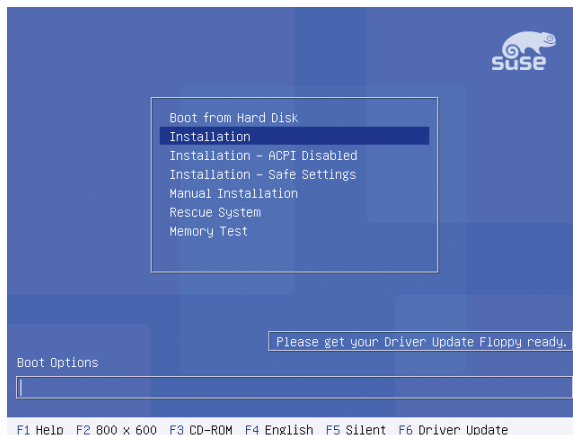 SUSE
Boot from Hard Disk
Installation
Installation - ACPI Disabled
Installation - Safe Settings
Manual Installation
Rescue System
Memory Test
Please get your Driver Update Floppy ready.
Boot Options
F1 Help F2 800 x 600 F3 CD-ROM F4 English F5 Silent F6 Driver Update